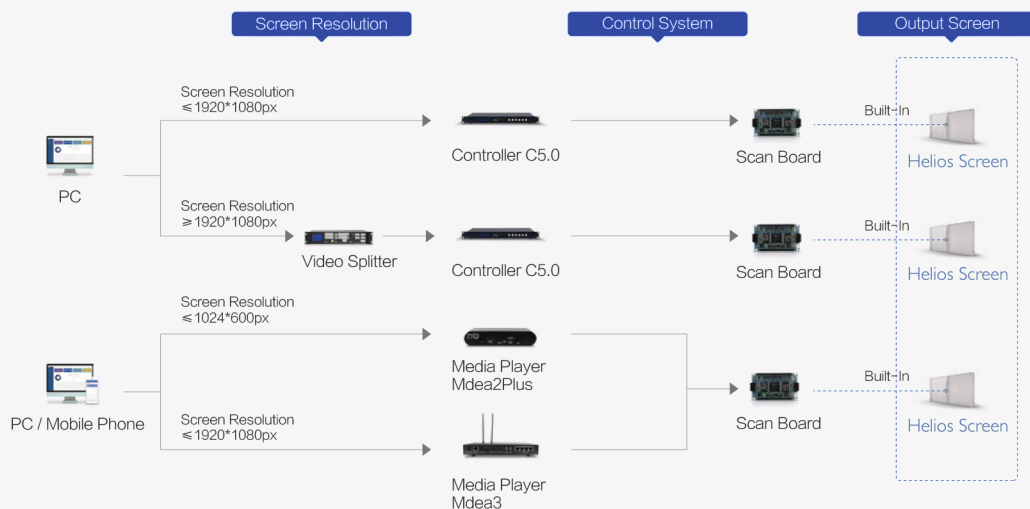 Screen Resolution
Control System
Output Screen
Screen Resolution
≤1920*1080px
PC
Controller C5.0
Scan Board
Built-In
Helios Screen
Screen Resolution
≥1920*1080px
Video Splitter
Controller C5.0
Scan Board
Built-In
Helios Screen
Screen Resolution
≤1024*600px
Media Player
Mdea2Plus
PC / Mobile Phone
Screen Resolution
≤1920*1080px
Media Player
Mdea3
Scan Board
Built-In
Helios Screen